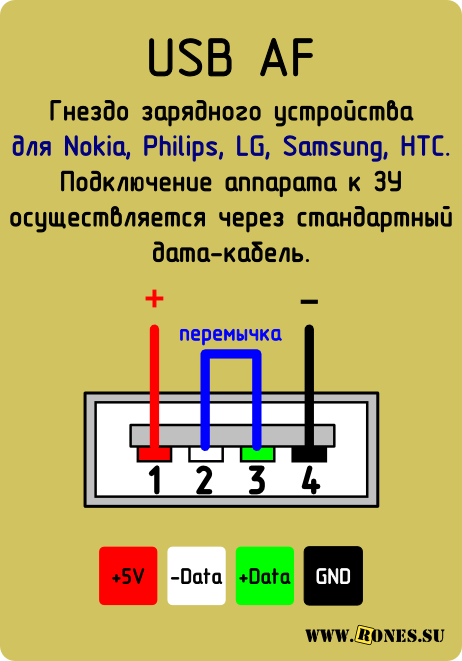 USB AF
Гнездо зарядного устройства
для Nokia, Philips, LG, Samsung, HTC.
Подключение аппарата к ЗУ
осуществляется через стандартный
дата-кабель.
+ −
перемычка
1 2 3 4
+5V -Data +Data GND
www.RONES.SU